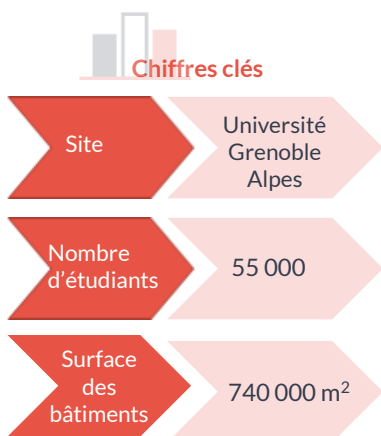 Chiffres clés
Site
Université
Grenoble
Alpes
Nombre
d’étudiants
55 000
Surface
des
bâtiments
740 000 m²